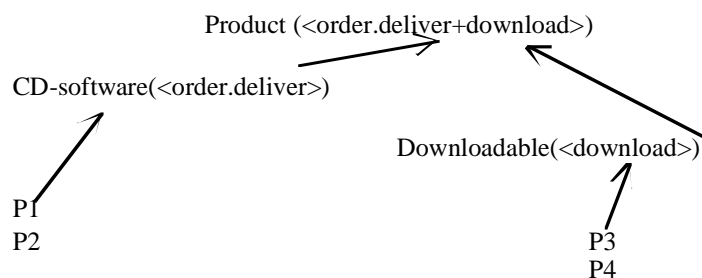 Product (<order.deliver+download>)
CD-software(<order.deliver>)
Downloadable(<download>)
P1
P2
P3
P4